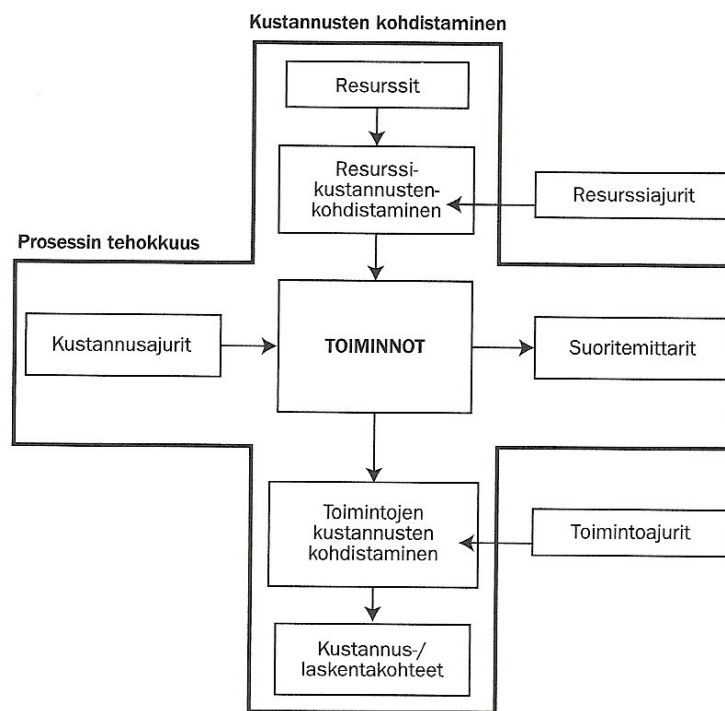 Kustannusten kohdistaminen
Resurssit
Resurssi-
kustannusten-
kohdistaminen
Resurssiajurit
Prosessin tehokkuus
Kustannusajurit
TOIMINNOT
Suoritemittarit
Toimintojen
kustannusten
kohdistaminen
Toimintoajurit
Kustannus-/
laskentakohteet